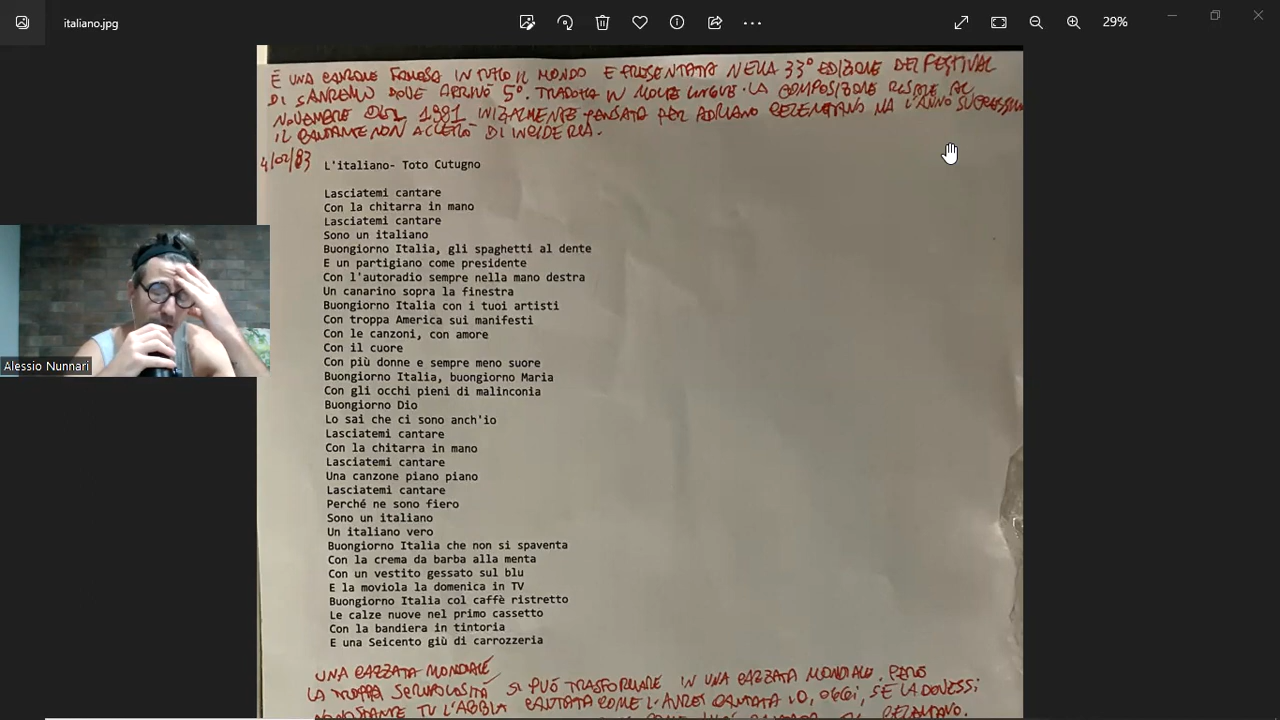 italiano.jpg
29%
È UNA CANZONE FAMOSA IN TUTTO IL MONDO E PRESENTATA NELLA 33° EDIZIONE DEL FESTIVAL
DI SANREMO DOVE ARRIVÒ 5°. TRADOTTA IN MOLTE LINGUE. LA COMPOSIZIONE RISALE AL
NOVEMBRE DEL 1981 INIZIALMENTE PENSATA PER ADRIANO CELENTANO MA L'ANNO SUCCESSIVO
IL CANTANTE NON ACCETTÒ DI INCIDERLA.
4/02/83
L'italiano- Toto Cutugno
Lasciatemi cantare
Con la chitarra in mano
Lasciatemi cantare
Sono un italiano
Buongiorno Italia, gli spaghetti al dente
E un partigiano come presidente
Con l'autoradio sempre nella mano destra
Un canarino sopra la finestra
Buongiorno Italia con i tuoi artisti
Con troppa America sui manifesti
Con le canzoni, con amore
Con il cuore
Con più donne e sempre meno suore
Buongiorno Italia, buongiorno Maria
Con gli occhi pieni di malinconia
Buongiorno Dio
Lo sai che ci sono anch'io
Lasciatemi cantare
Con la chitarra in mano
Lasciatemi cantare
Una canzone piano piano
Lasciatemi cantare
Perché ne sono fiero
Sono un italiano
Un italiano vero
Buongiorno Italia che non si spaventa
Con la crema da barba alla menta
Con un vestito gessato sul blu
E la moviola la domenica in TV
Buongiorno Italia col caffè ristretto
Le calze nuove nel primo cassetto
Con la bandiera in tintoria
E una Seicento giù di carrozzeria
UNA CAZZATA MONDIALE
LA TROPPA SCRUPOLOSITÀ SI PUÒ TRASFORMARE IN UNA CAZZATA MONDIALE. PERÒ
NONOSTANTE TU L'ABBIA CANTATA COME L'AVREI CANTATA IO, OGGI, SE LA DOVESSI
Alessio Nunnari